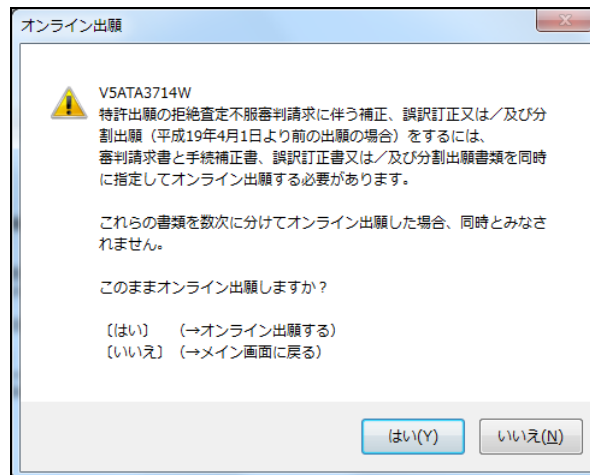 オンライン出願
V5ATA3714W
特許出願の拒絶査定不服審判請求に伴う補正、誤訳訂正又は／及び分
割出願（平成19年4月1日より前の出願の場合）をするには、
審判請求書と手続補正書、誤訳訂正書又は／及び分割出願書類を同時
に指定してオンライン出願する必要があります。
これらの書類を数次に分けてオンライン出願した場合、同時とみなさ
れません。
このままオンライン出願しますか？
〔はい〕　（→オンライン出願する）
〔いいえ〕（→メイン画面に戻る）
はい(Y)
いいえ(N)